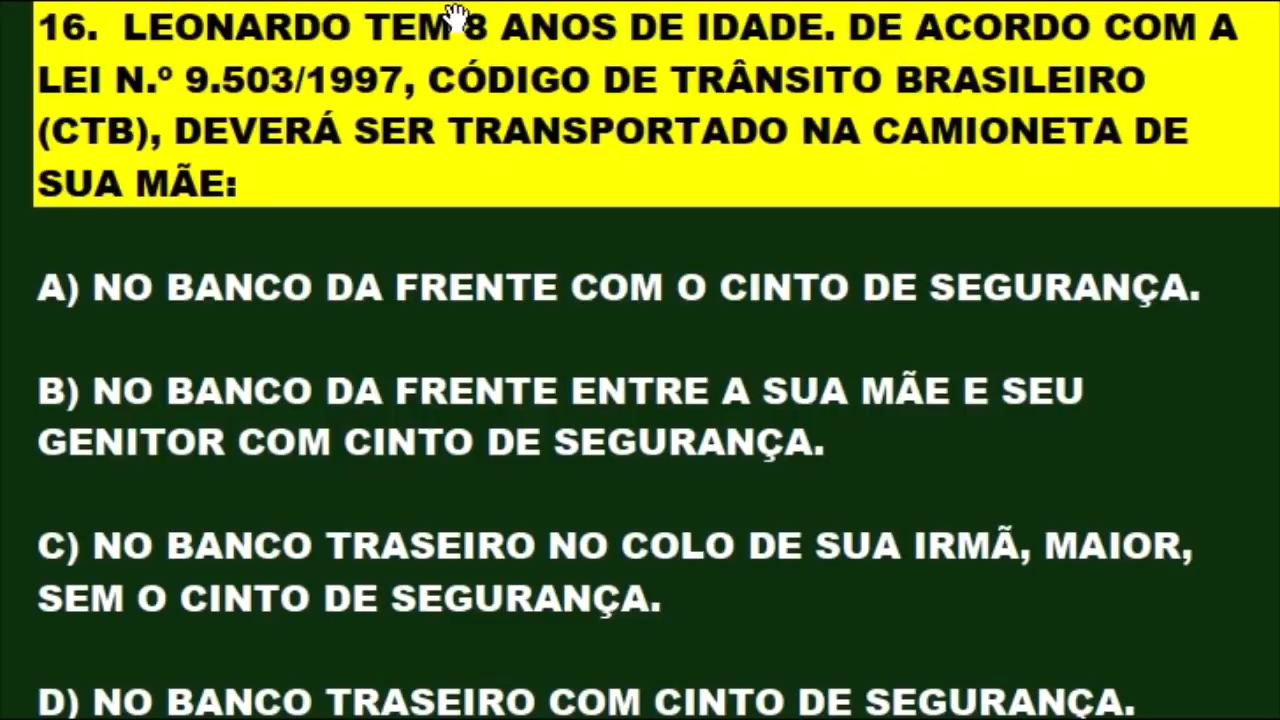 16. LEONARDO TEM 8 ANOS DE IDADE. DE ACORDO COM A
LEI N.º 9.503/1997, CÓDIGO DE TRÂNSITO BRASILEIRO
(CTB), DEVERÁ SER TRANSPORTADO NA CAMIONETA DE
SUA MÃE:
A) NO BANCO DA FRENTE COM O CINTO DE SEGURANÇA.
B) NO BANCO DA FRENTE ENTRE A SUA MÃE E SEU
GENITOR COM CINTO DE SEGURANÇA.
C) NO BANCO TRASEIRO NO COLO DE SUA IRMÃ, MAIOR,
SEM O CINTO DE SEGURANÇA.
D) NO BANCO TRASEIRO COM CINTO DE SEGURANÇA.